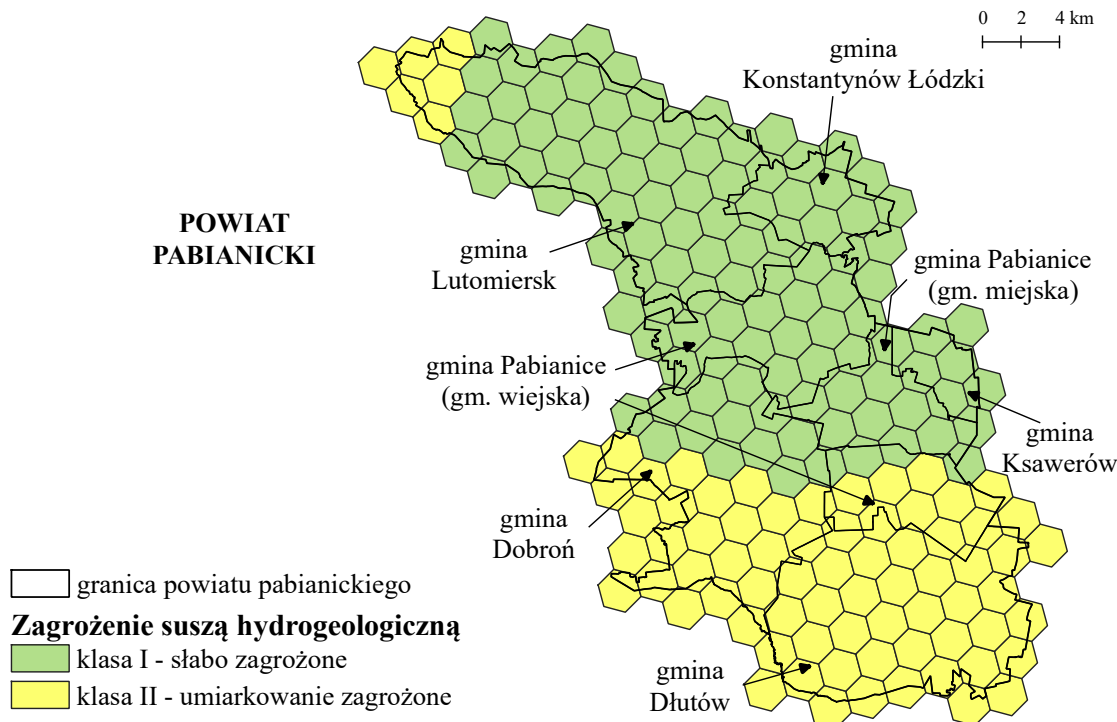 0 2 4 km
gmina
Konstantynów Łódzki
POWIAT
PABIANICKI
gmina
Lutomiersk
gmina Pabianice
(gm. miejska)
gmina Pabianice
(gm. wiejska)
gmina
Ksawerów
gmina
Dobroń
granica powiatu pabianickiego
Zagrożenie suszą hydrogeologiczną
klasa I - słabo zagrożone
klasa II - umiarkowanie zagrożone
gmina
Dłutów